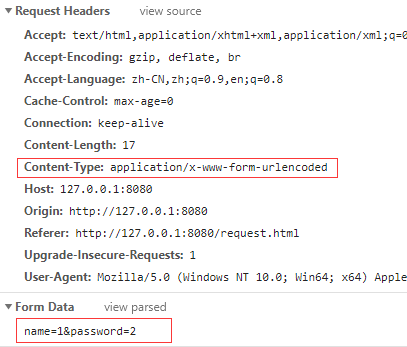 Request Headers view source
Accept: text/html,application/xhtml+xml,application/xml;q=0
Accept-Encoding: gzip, deflate, br
Accept-Language: zh-CN,zh;q=0.9,en;q=0.8
Cache-Control: max-age=0
Connection: keep-alive
Content-Length: 17
Content-Type: application/x-www-form-urlencoded
Host: 127.0.0.1:8080
Origin: http://127.0.0.1:8080
Referer: http://127.0.0.1:8080/request.html
Upgrade-Insecure-Requests: 1
User-Agent: Mozilla/5.0 (Windows NT 10.0; Win64; x64) Apple
Form Data view parsed
name=1&password=2